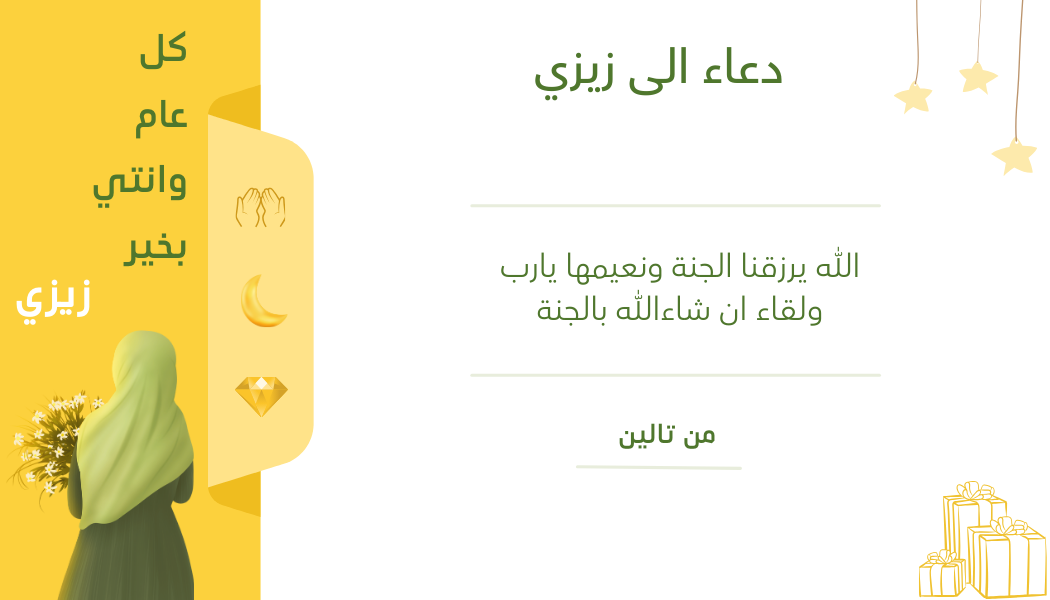 كل
عام
وانتي
بخير
زيزي
دعاء الى زيزي
الله يرزقنا الجنة ونعيمها يارب
ولقاء ان شاءالله بالجنة
من تالين